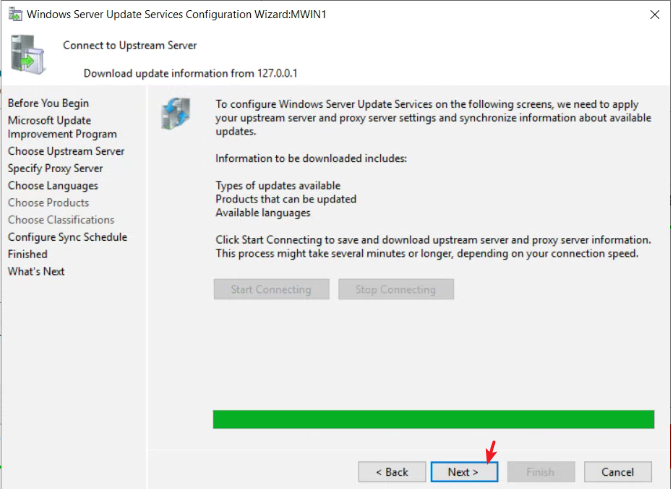 Windows Server Update Services Configuration Wizard:MWIN1
Connect to Upstream Server
Download update information from 127.0.0.1
Before You Begin
Microsoft Update
Improvement Program
Choose Upstream Server
Specify Proxy Server
Choose Languages
Choose Products
Choose Classifications
Configure Sync Schedule
Finished
What's Next
To configure Windows Server Update Services on the following screens, we need to apply
your upstream server and proxy server settings and synchronize information about available
updates.
Information to be downloaded includes:
Types of updates available
Products that can be updated
Available languages
Click Start Connecting to save and download upstream server and proxy server information.
This process might take several minutes or longer, depending on your connection speed.
Start Connecting
Stop Connecting
< Back
Next >
Finish
Cancel